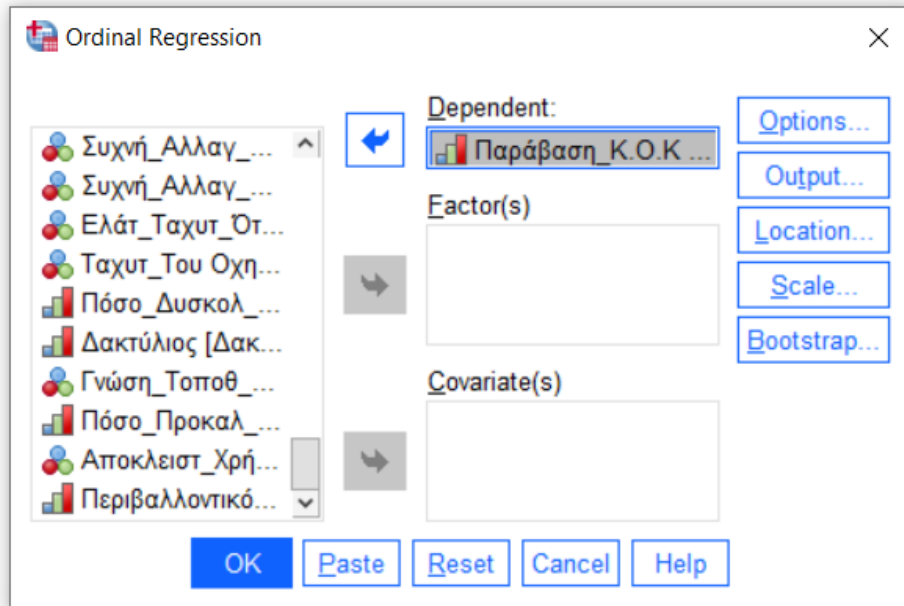 Ordinal Regression
Συχνή_Αλλαγ_...
Συχνή_Αλλαγ_...
Ελάτ_Ταχυτ_Ότ...
Ταχυτ_Του Οχη...
Πόσο_Δυσκολ_...
Δακτύλιος [Δακ...
Γνώση_Τοποθ_...
Πόσο_Προκαλ_...
Αποκλειστ_Χρή...
Περιβαλλοντικό...
Dependent:
Παράβαση_Κ.Ο.Κ ...
Factor(s)
Covariate(s)
Options...
Output...
Location...
Scale...
Bootstrap...
OK
Paste
Reset
Cancel
Help